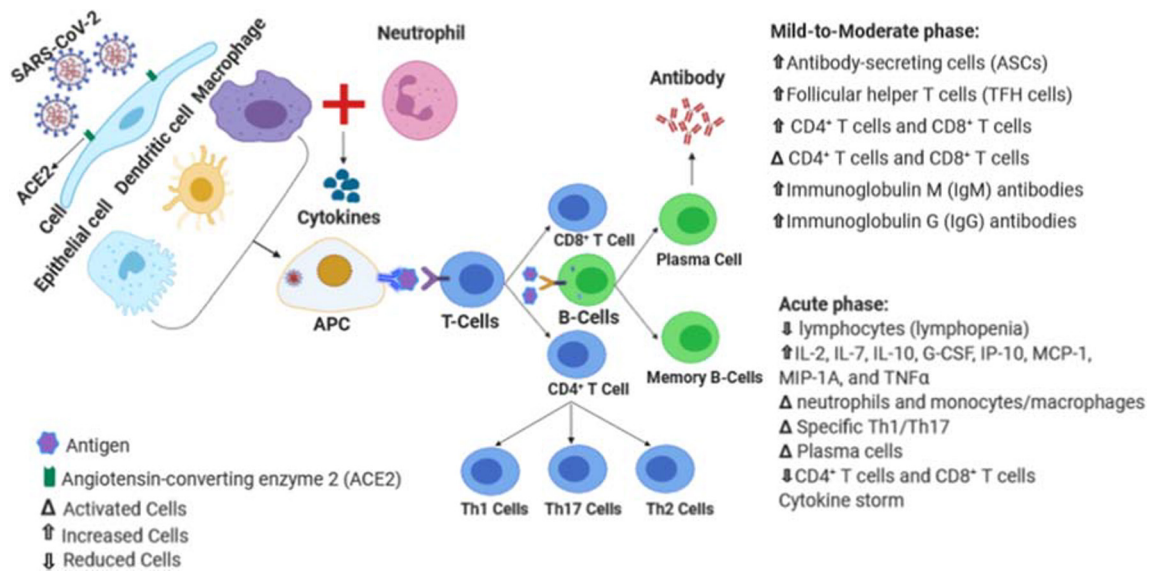 SARS-CoV-2
ACE2
Cell
Epithelial cell
Dendritic cell
Macrophage
Neutrophil
Cytokines
APC
T-Cells
CD8⁺ T Cell
B-Cells
CD4⁺ T Cell
Antibody
Plasma Cell
Memory B-Cells
Th1 Cells
Th17 Cells
Th2 Cells
Antigen
Angiotensin-converting enzyme 2 (ACE2)
Δ Activated Cells
⇧ Increased Cells
⇩ Reduced Cells
Mild-to-Moderate phase:
⇧Antibody-secreting cells (ASCs)
⇧Follicular helper T cells (TFH cells)
⇧ CD4⁺ T cells and CD8⁺ T cells
Δ CD4⁺ T cells and CD8⁺ T cells
⇧Immunoglobulin M (IgM) antibodies
⇧Immunoglobulin G (IgG) antibodies
Acute phase:
⇩ lymphocytes (lymphopenia)
⇧IL-2, IL-7, IL-10, G-CSF, IP-10, MCP-1,
MIP-1A, and TNFα
Δ neutrophils and monocytes/macrophages
Δ Specific Th1/Th17
Δ Plasma cells
⇩CD4⁺ T cells and CD8⁺ T cells
Cytokine storm